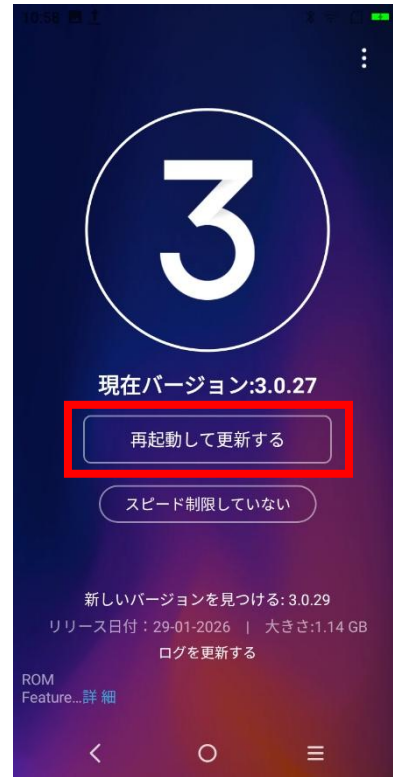 10:58
3
現在バージョン:3.0.27
再起動して更新する
スピード制限していない
新しいバージョンを見つける: 3.0.29
リリース日付：29-01-2026 | 大きさ:1.14 GB
ログを更新する
ROM
Feature...詳 細